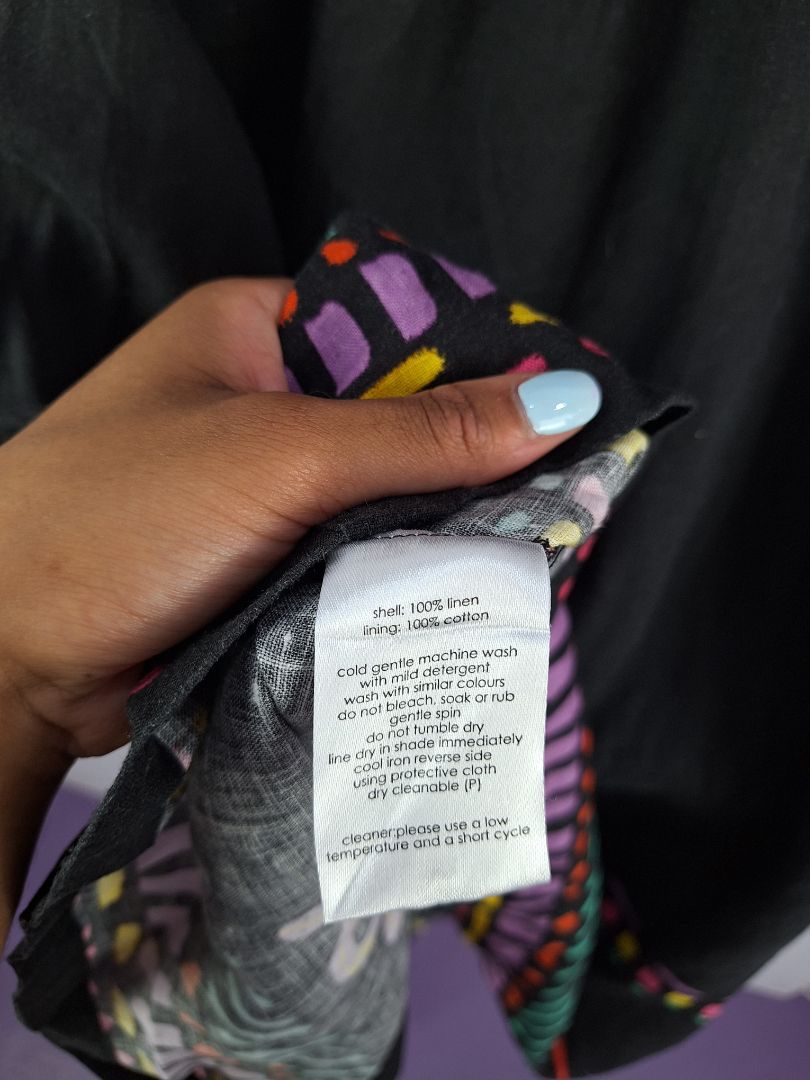 shell: 100% linen
lining: 100% cotton
cold gentle machine wash
with mild detergent
wash with similar colours
do not bleach, soak or rub
gentle spin
do not tumble dry
line dry in shade immediately
cool iron reverse side
using protective cloth
dry cleanable (P)
cleaner:please use a low
temperature and a short cycle